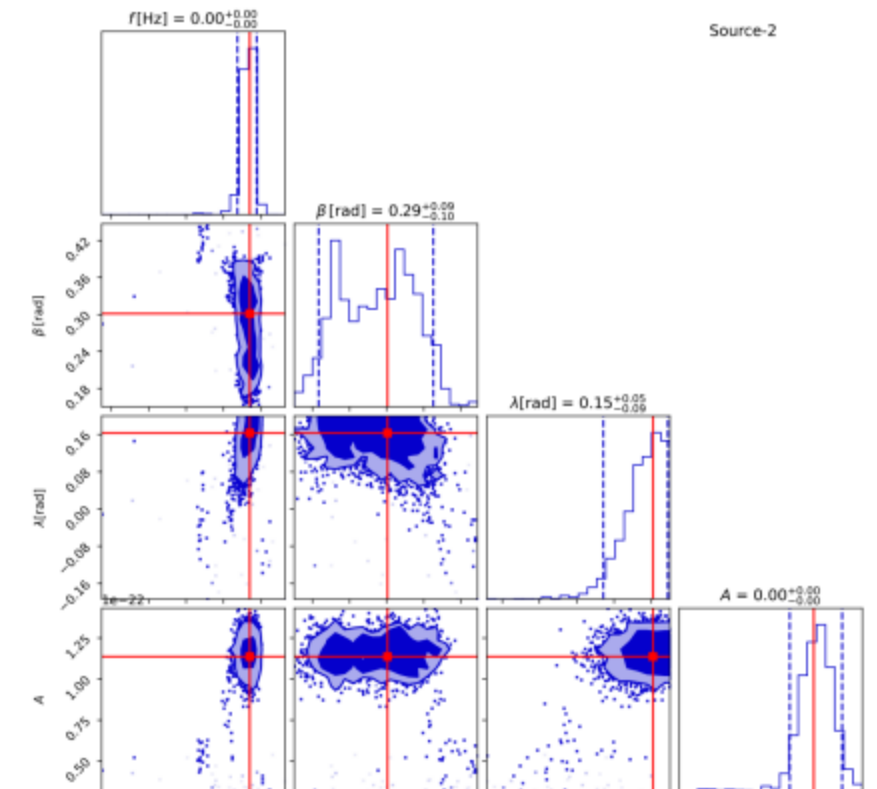 f[Hz] = 0.00^{+0.00}_{-0.00}
Source-2
β[rad] = 0.29^{+0.09}_{-0.10}
0.42
0.36
0.30
0.24
0.18
β[rad]
λ[rad] = 0.15^{+0.05}_{-0.09}
0.16
0.08
0.00
−0.08
−0.16
λ[rad]
1e−22
A = 0.00^{+0.00}_{-0.00}
1.25
1.00
0.75
0.50
A